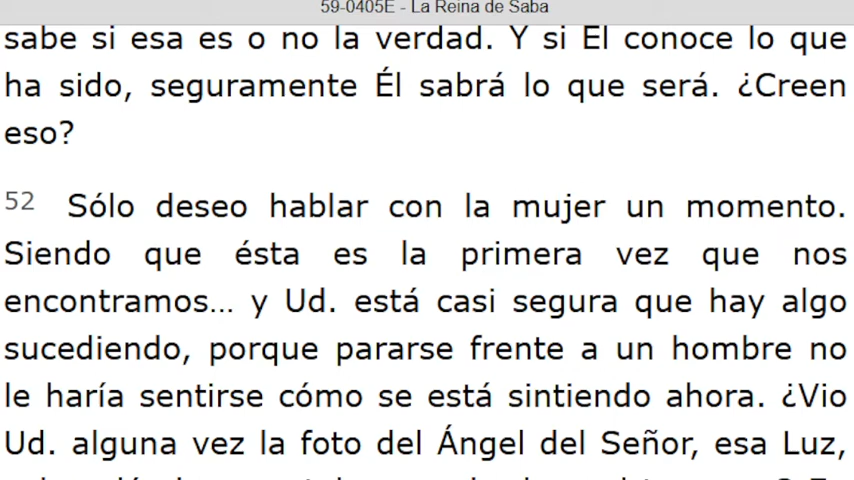 59-0405E - La Reina de Saba
sabe si esa es o no la verdad. Y si Él conoce lo que
ha sido, seguramente Él sabrá lo que será. ¿Creen
eso?
52 Sólo deseo hablar con la mujer un momento.
Siendo que ésta es la primera vez que nos
encontramos... y Ud. está casi segura que hay algo
sucediendo, porque pararse frente a un hombre no
le haría sentirse cómo se está sintiendo ahora. ¿Vio
Ud. alguna vez la foto del Ángel del Señor, esa Luz,